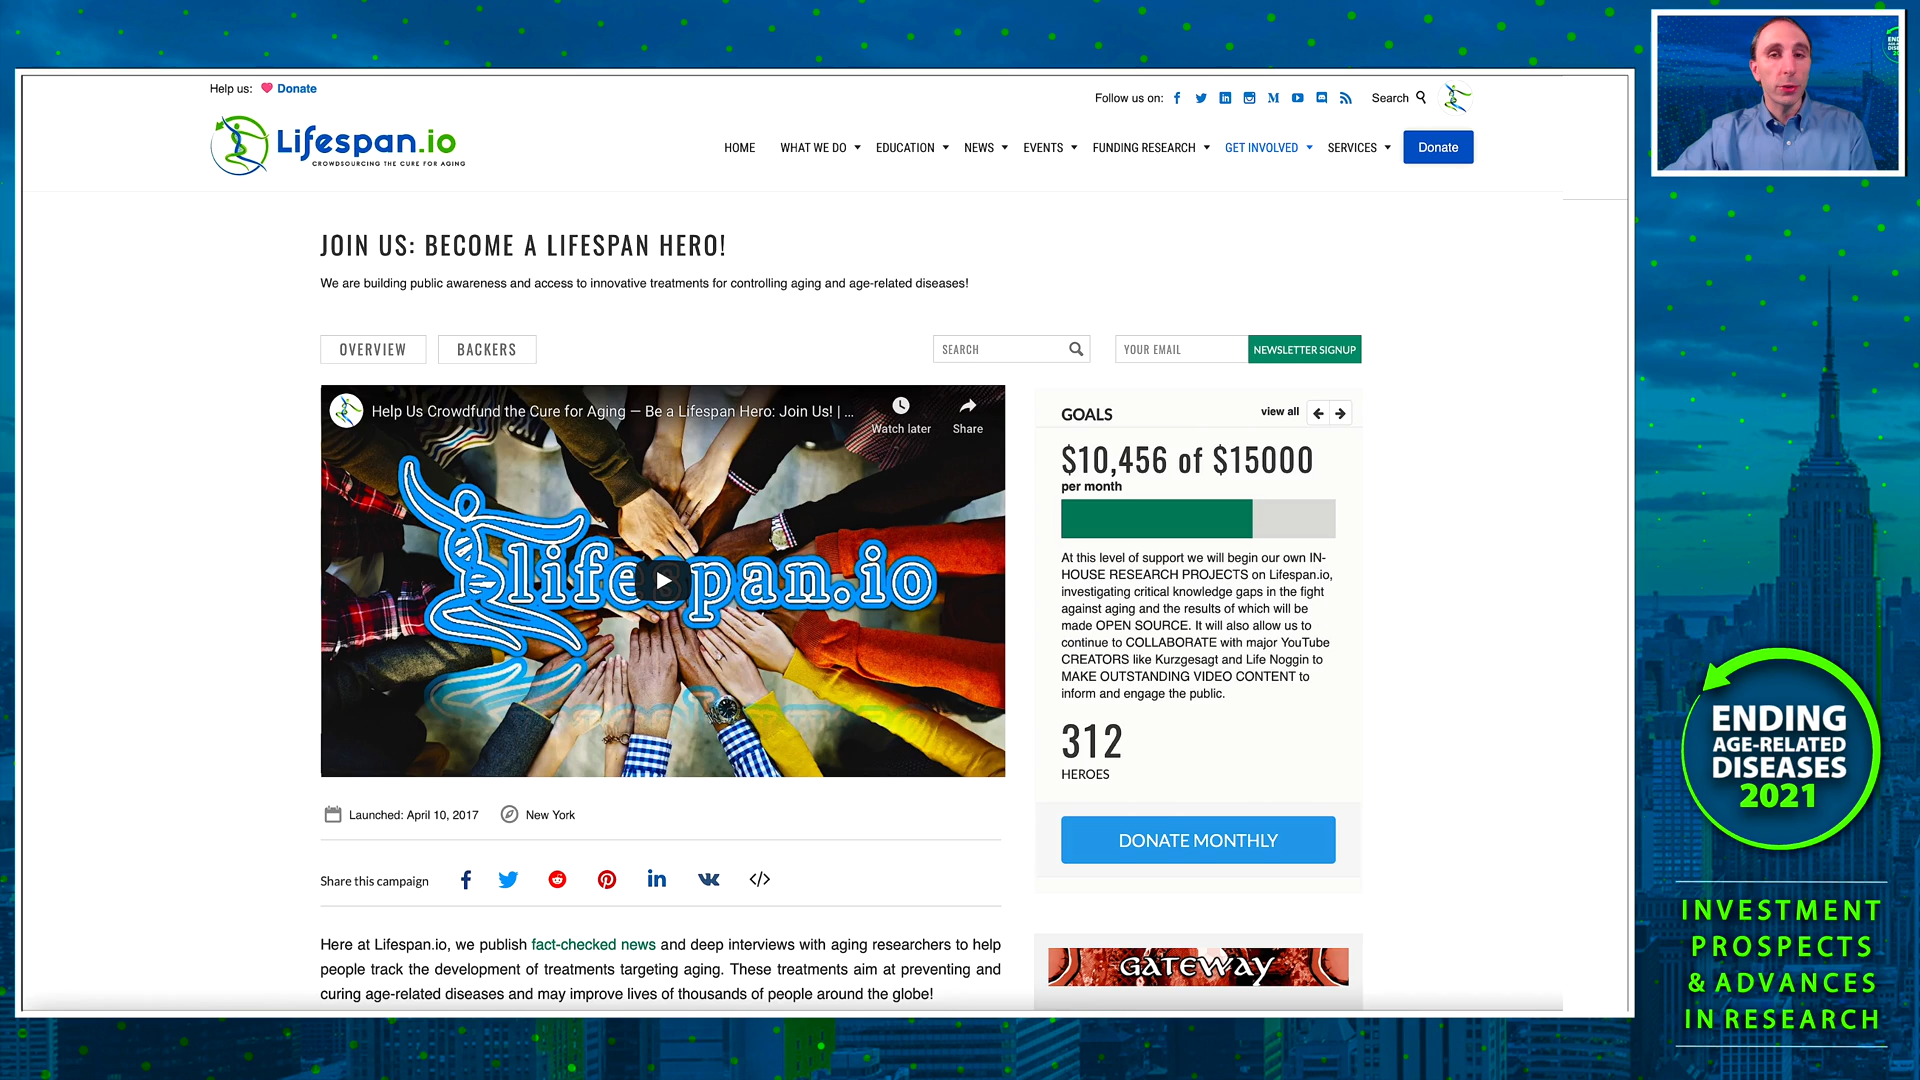 Help us: Donate
Follow us on:
Search
Lifespan.io
CROWDSOURCING THE CURE FOR AGING
HOME WHAT WE DO EDUCATION NEWS EVENTS FUNDING RESEARCH GET INVOLVED SERVICES Donate
JOIN US: BECOME A LIFESPAN HERO!
We are building public awareness and access to innovative treatments for controlling aging and age-related diseases!
OVERVIEW BACKERS SEARCH YOUR EMAIL NEWSLETTER SIGNUP
Help Us Crowdfund the Cure for Aging — Be a Lifespan Hero: Join Us! | ...
Watch later Share
lifespan.io
Launched: April 10, 2017 New York
Share this campaign
Here at Lifespan.io, we publish fact-checked news and deep interviews with aging researchers to help
people track the development of treatments targeting aging. These treatments aim at preventing and
curing age-related diseases and may improve lives of thousands of people around the globe!
GOALS view all
$10,456 of $15000
per month
At this level of support we will begin our own IN-
HOUSE RESEARCH PROJECTS on Lifespan.io,
investigating critical knowledge gaps in the fight
against aging and the results of which will be
made OPEN SOURCE. It will also allow us to
continue to COLLABORATE with major YouTube
CREATORS like Kurzgesagt and Life Noggin to
MAKE OUTSTANDING VIDEO CONTENT to
inform and engage the public.
312
HEROES
DONATE MONTHLY
GATEWAY
ENDING
AGE-RELATED
DISEASES
2021
INVESTMENT
PROSPECTS
& ADVANCES
IN RESEARCH